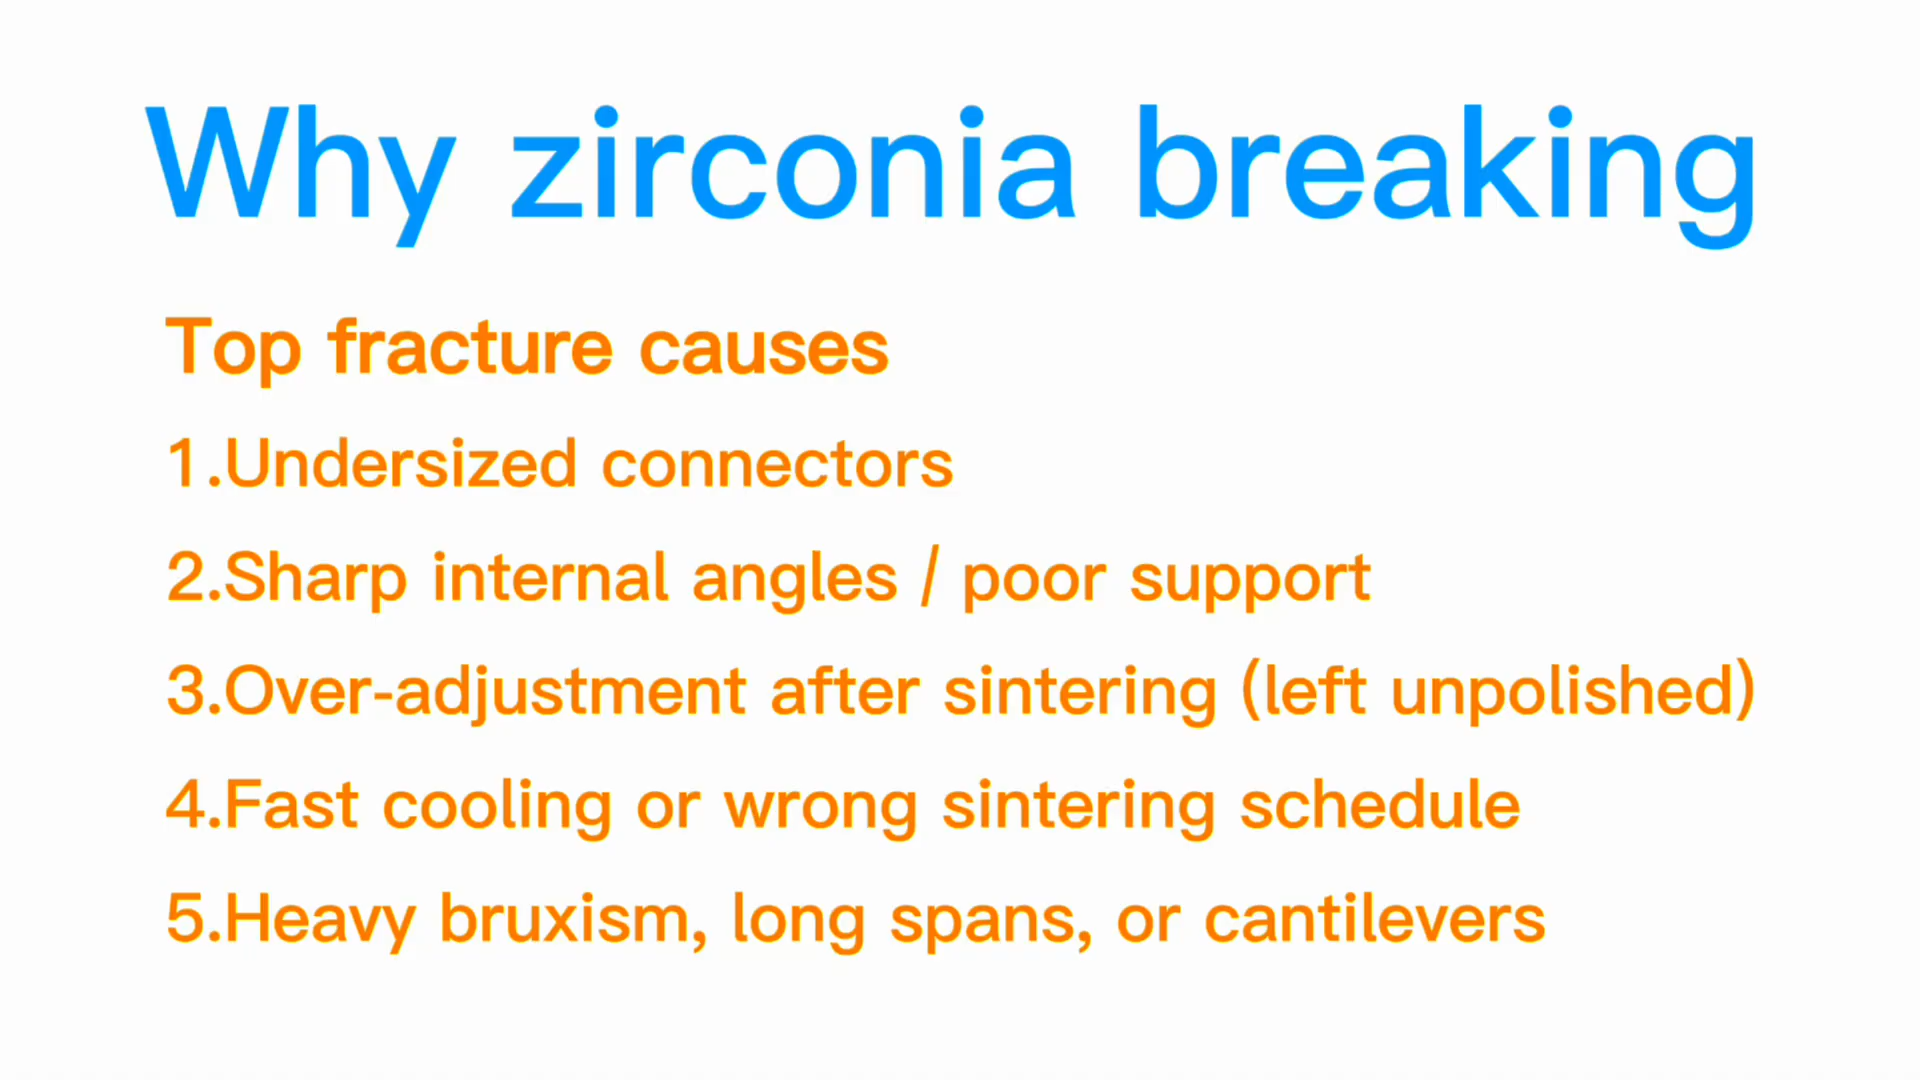 Why zirconia breaking
Top fracture causes
1.Undersized connectors
2.Sharp internal angles / poor support
3.Over-adjustment after sintering (left unpolished)
4.Fast cooling or wrong sintering schedule
5.Heavy bruxism, long spans, or cantilevers